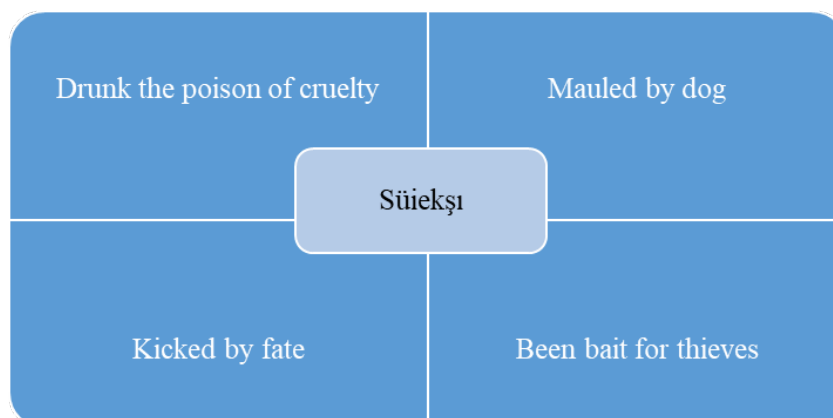 Drunk the poison of cruelty
Mauled by dog
Süiekşı
Kicked by fate
Been bait for thieves